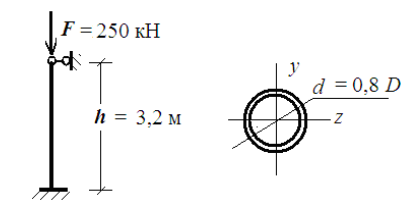 F = 250 кН
h = 3,2 м
y
d = 0,8 D
z